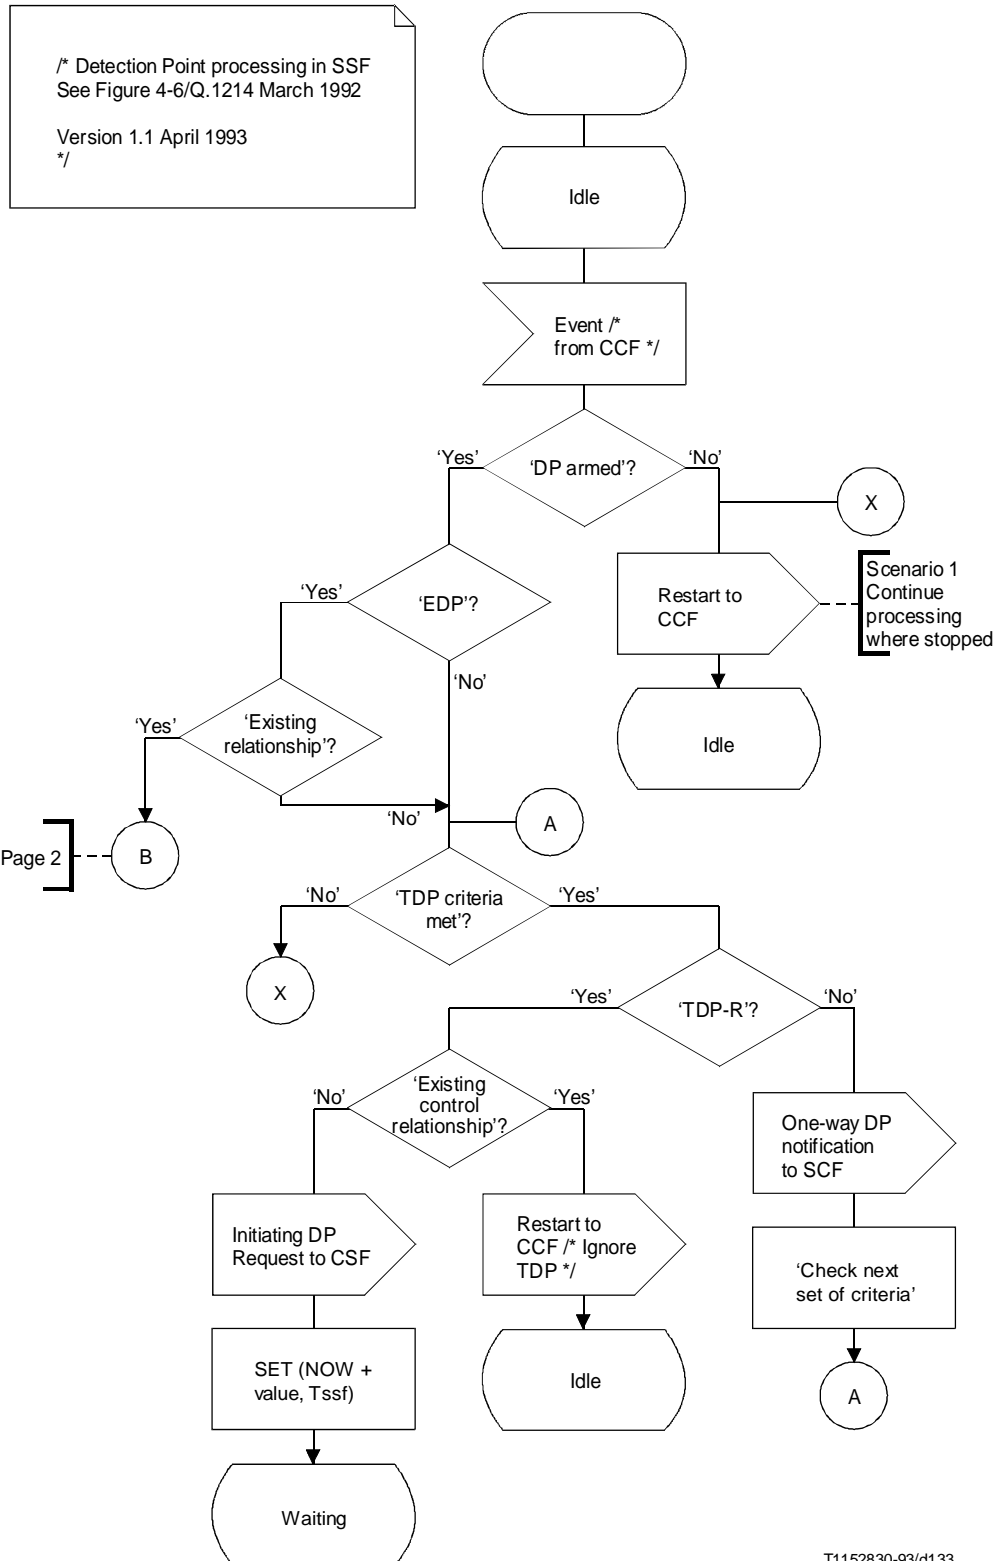 /* Detection Point processing in SSF
See Figure 4-6/Q.1214 March 1992
Version 1.1 April 1993
*/
Idle
Event /*
from CCF */
‘Yes’
‘DP armed’?
‘No’
X
‘Yes’
‘EDP’?
Restart to
CCF
Scenario 1
Continue
processing
where stopped
‘No’
‘Yes’
‘Existing
relationship’?
Idle
‘No’
A
Page 2
B
‘No’
‘TDP criteria
met’?
‘Yes’
X
‘Yes’
‘TDP-R’?
‘No’
‘No’
‘Existing
control
relationship’?
‘Yes’
One-way DP
notification
to SCF
Initiating DP
Request to CSF
Restart to
CCF /* Ignore
TDP */
‘Check next
set of criteria’
SET (NOW +
value, Tssf)
Idle
A
Waiting
T1152830-93/d133